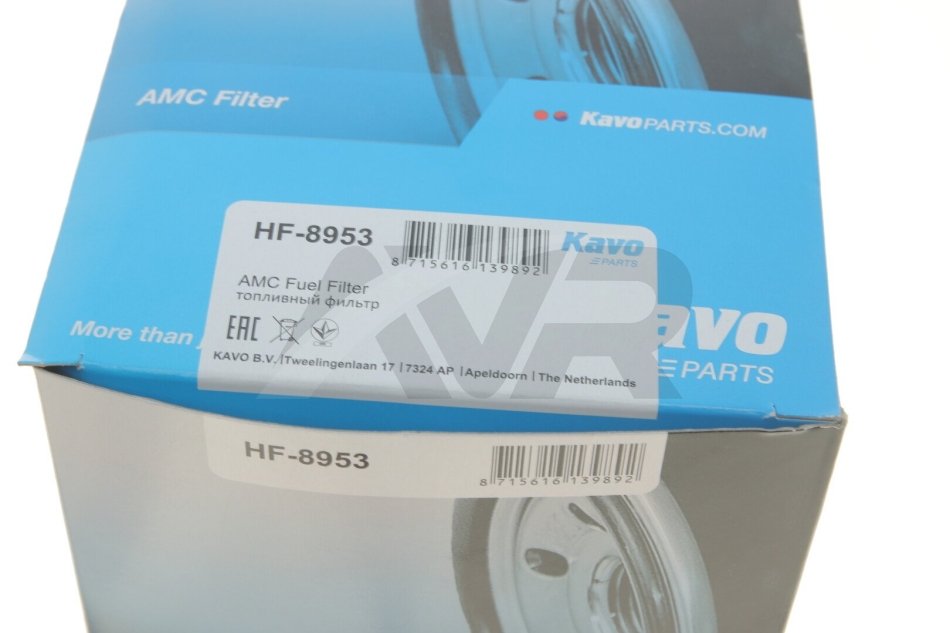 AMC Filter
KavoPARTS.COM
HF-8953
8 715616 139892
Kavo
PARTS
AMC Fuel Filter
топливный фильтр
EAC
KAVO B.V. | Tweelingenlaan 17 | 7324 AP | Apeldoorn | The Netherlands
More than
Kavo
PARTS
AVR
HF-8953
8 715616 139892